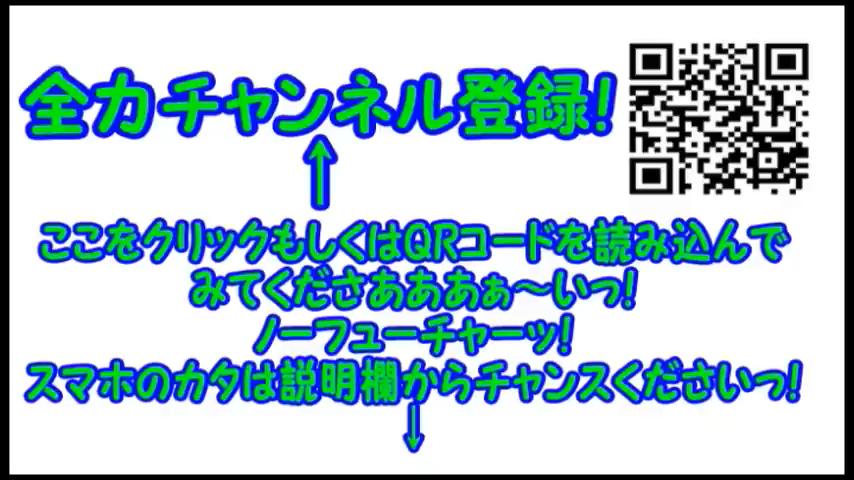 全力チャンネル登録!
↑
ここをクリックもしくはQRコードを読み込んで
みてくださあああぁ～いっ!
ノーフューチャーッ!
スマホのカタは説明欄からチャンスくださいっ!
↓